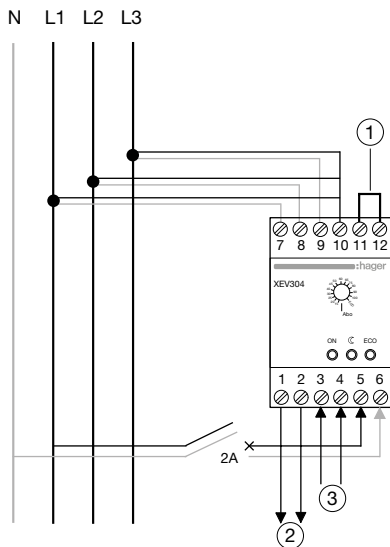 N L1 L2 L3
1
7 8 9 10 11 12
:hager
XEV304
Abo
ON ECO
1 2 3 4 5 6
2A
3
2